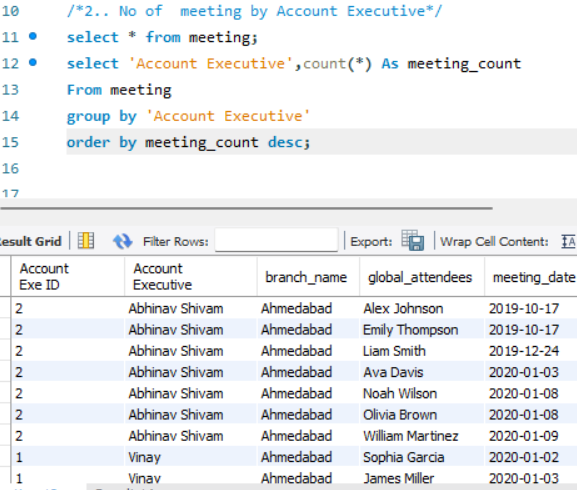 10 /*2.. No of meeting by Account Executive*/
11 select * from meeting;
12 select 'Account Executive',count(*) As meeting_count
13 From meeting
14 group by 'Account Executive'
15 order by meeting_count desc;
16
17
esult Grid Filter Rows: Export: Wrap Cell Content: IA
Account Exe ID Account Executive branch_name global_attendees meeting_date
2 Abhinav Shivam Ahmedabad Alex Johnson 2019-10-17
2 Abhinav Shivam Ahmedabad Emily Thompson 2019-10-17
2 Abhinav Shivam Ahmedabad Liam Smith 2019-12-24
2 Abhinav Shivam Ahmedabad Ava Davis 2020-01-03
2 Abhinav Shivam Ahmedabad Noah Wilson 2020-01-08
2 Abhinav Shivam Ahmedabad Olivia Brown 2020-01-08
2 Abhinav Shivam Ahmedabad William Martinez 2020-01-09
1 Vinay Ahmedabad Sophia Garcia 2020-01-02
1 Vinay Ahmedabad James Miller 2020-01-03